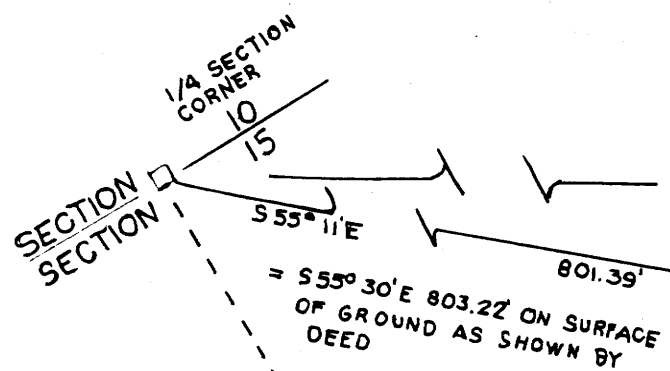 1/4 SECTION
CORNER
10
15
SECTION
SECTION
S 55° 11'E
801.39'
= S 55° 30'E 803.22' ON SURFACE
OF GROUND AS SHOWN BY
DEED